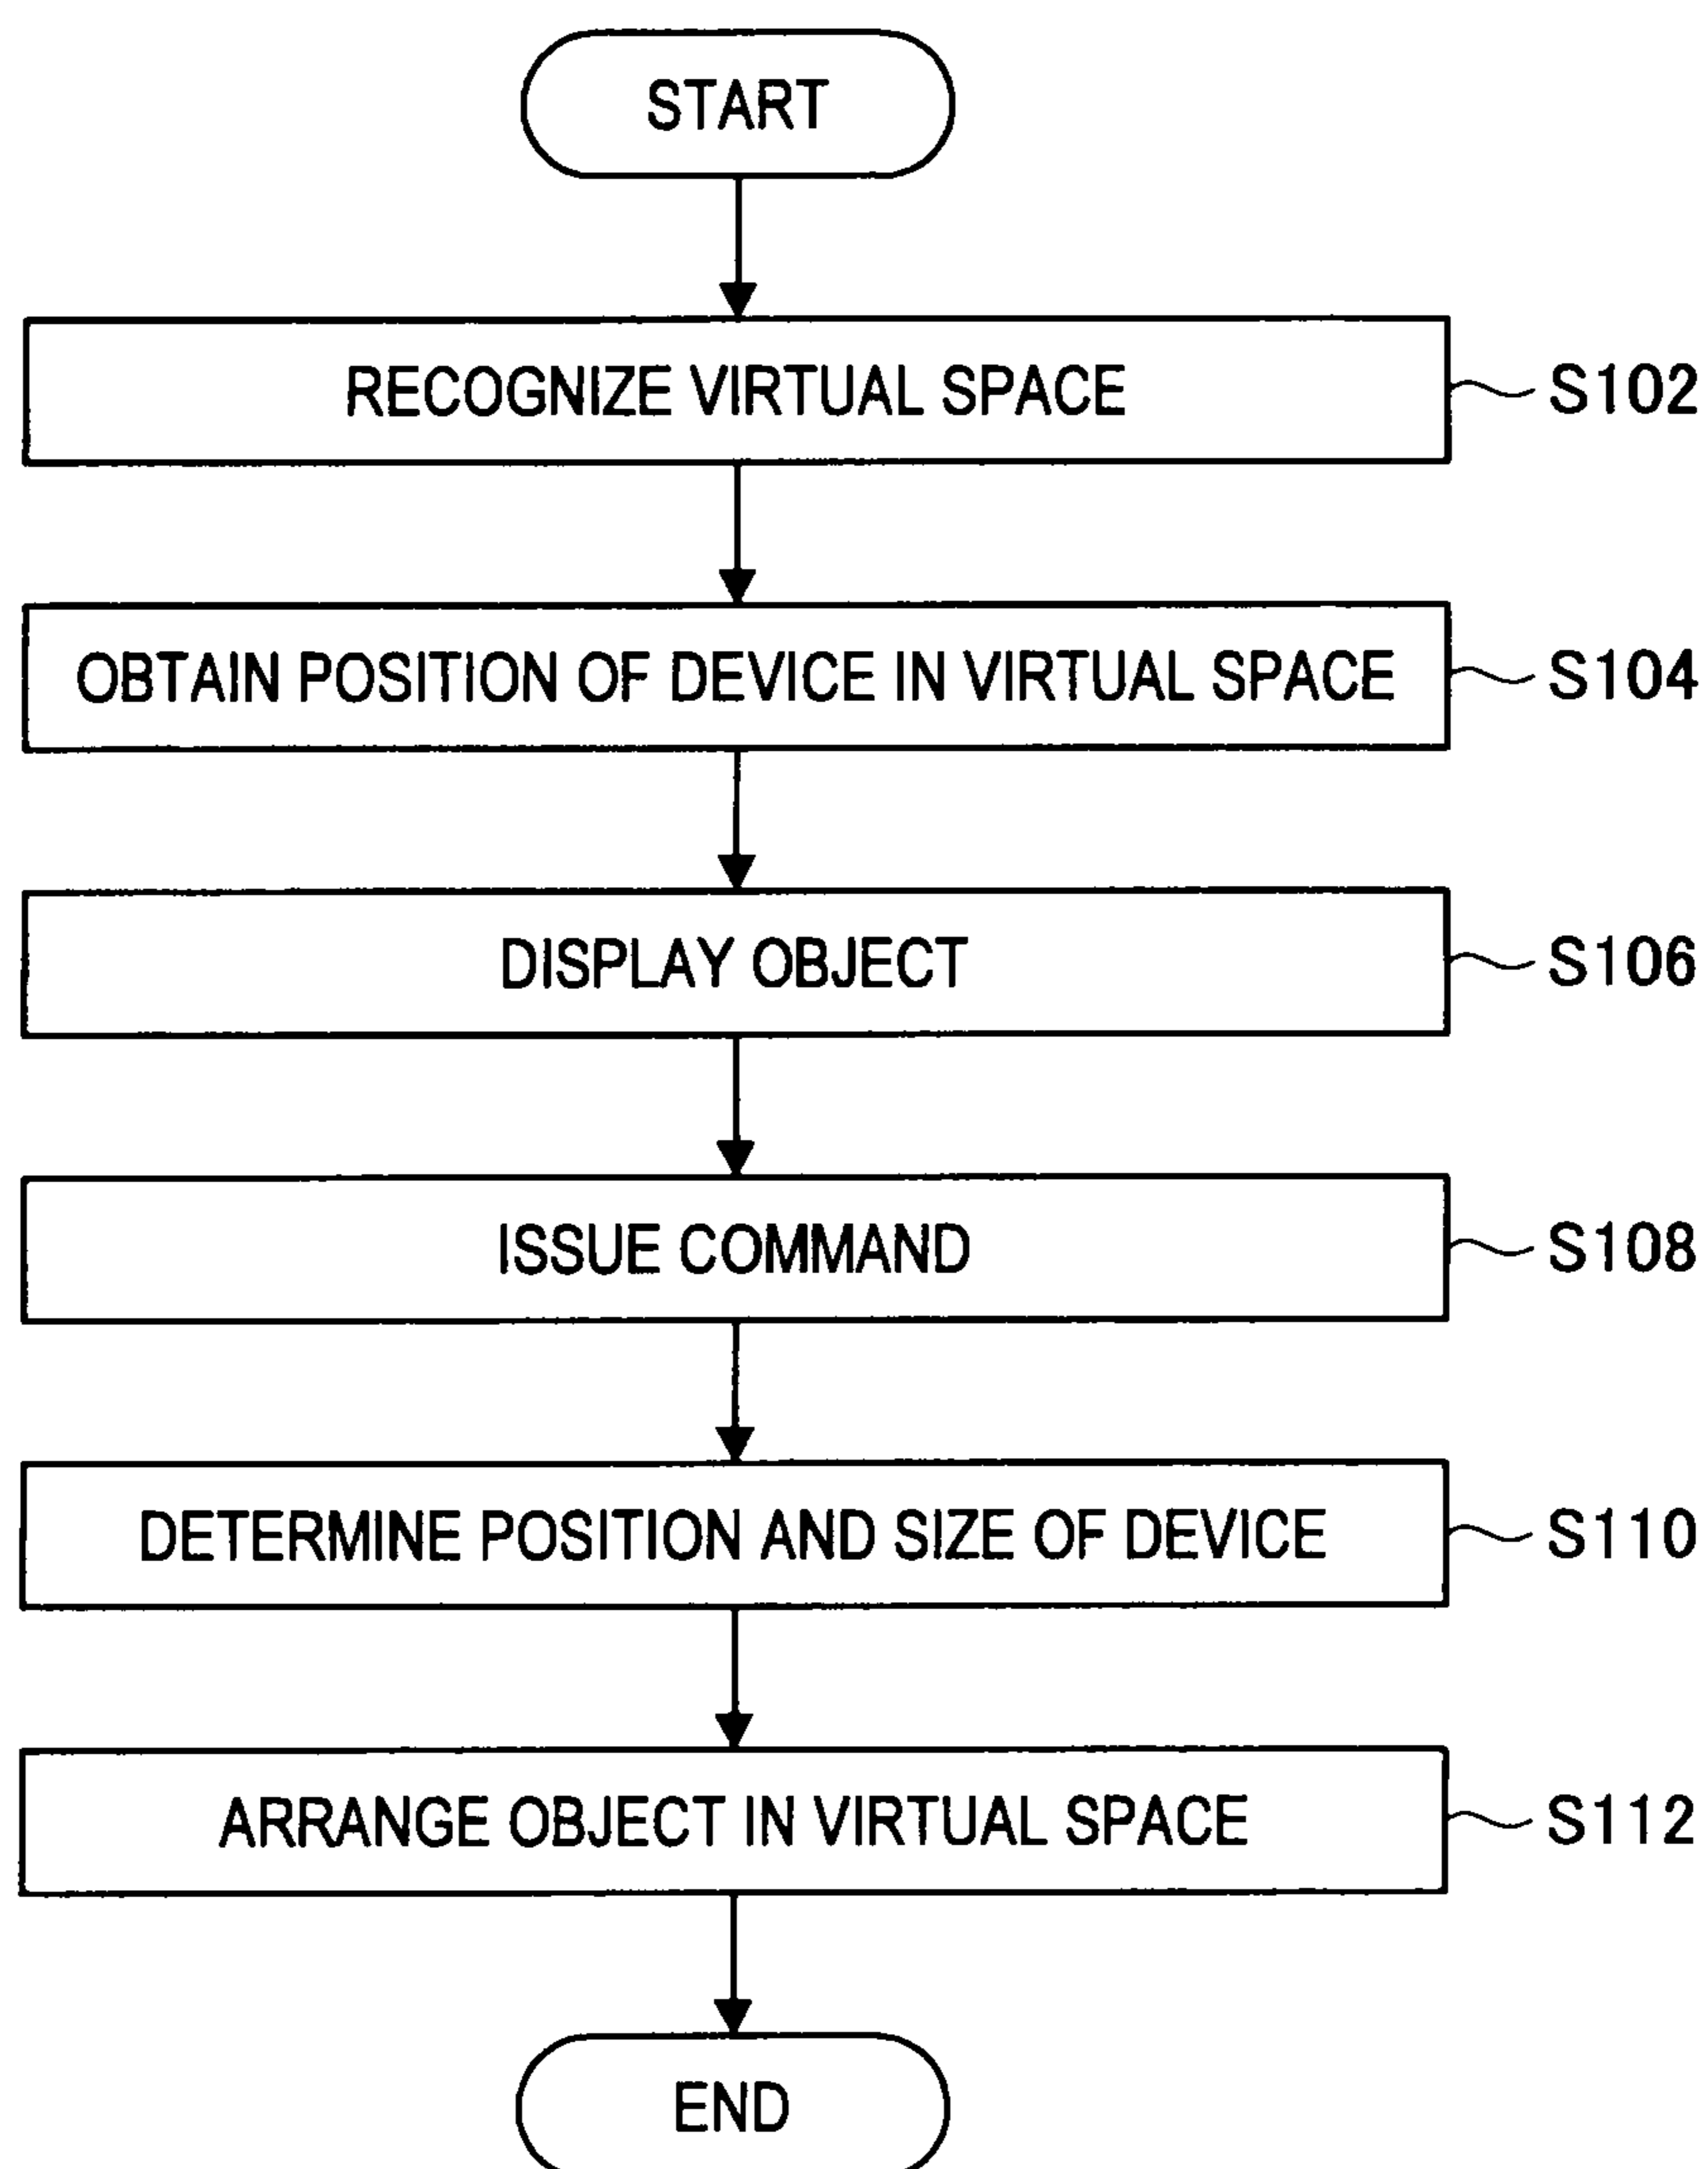 START
RECOGNIZE VIRTUAL SPACE
S102
OBTAIN POSITION OF DEVICE IN VIRTUAL SPACE
S104
DISPLAY OBJECT
S106
ISSUE COMMAND
S108
DETERMINE POSITION AND SIZE OF DEVICE
S110
ARRANGE OBJECT IN VIRTUAL SPACE
S112
END